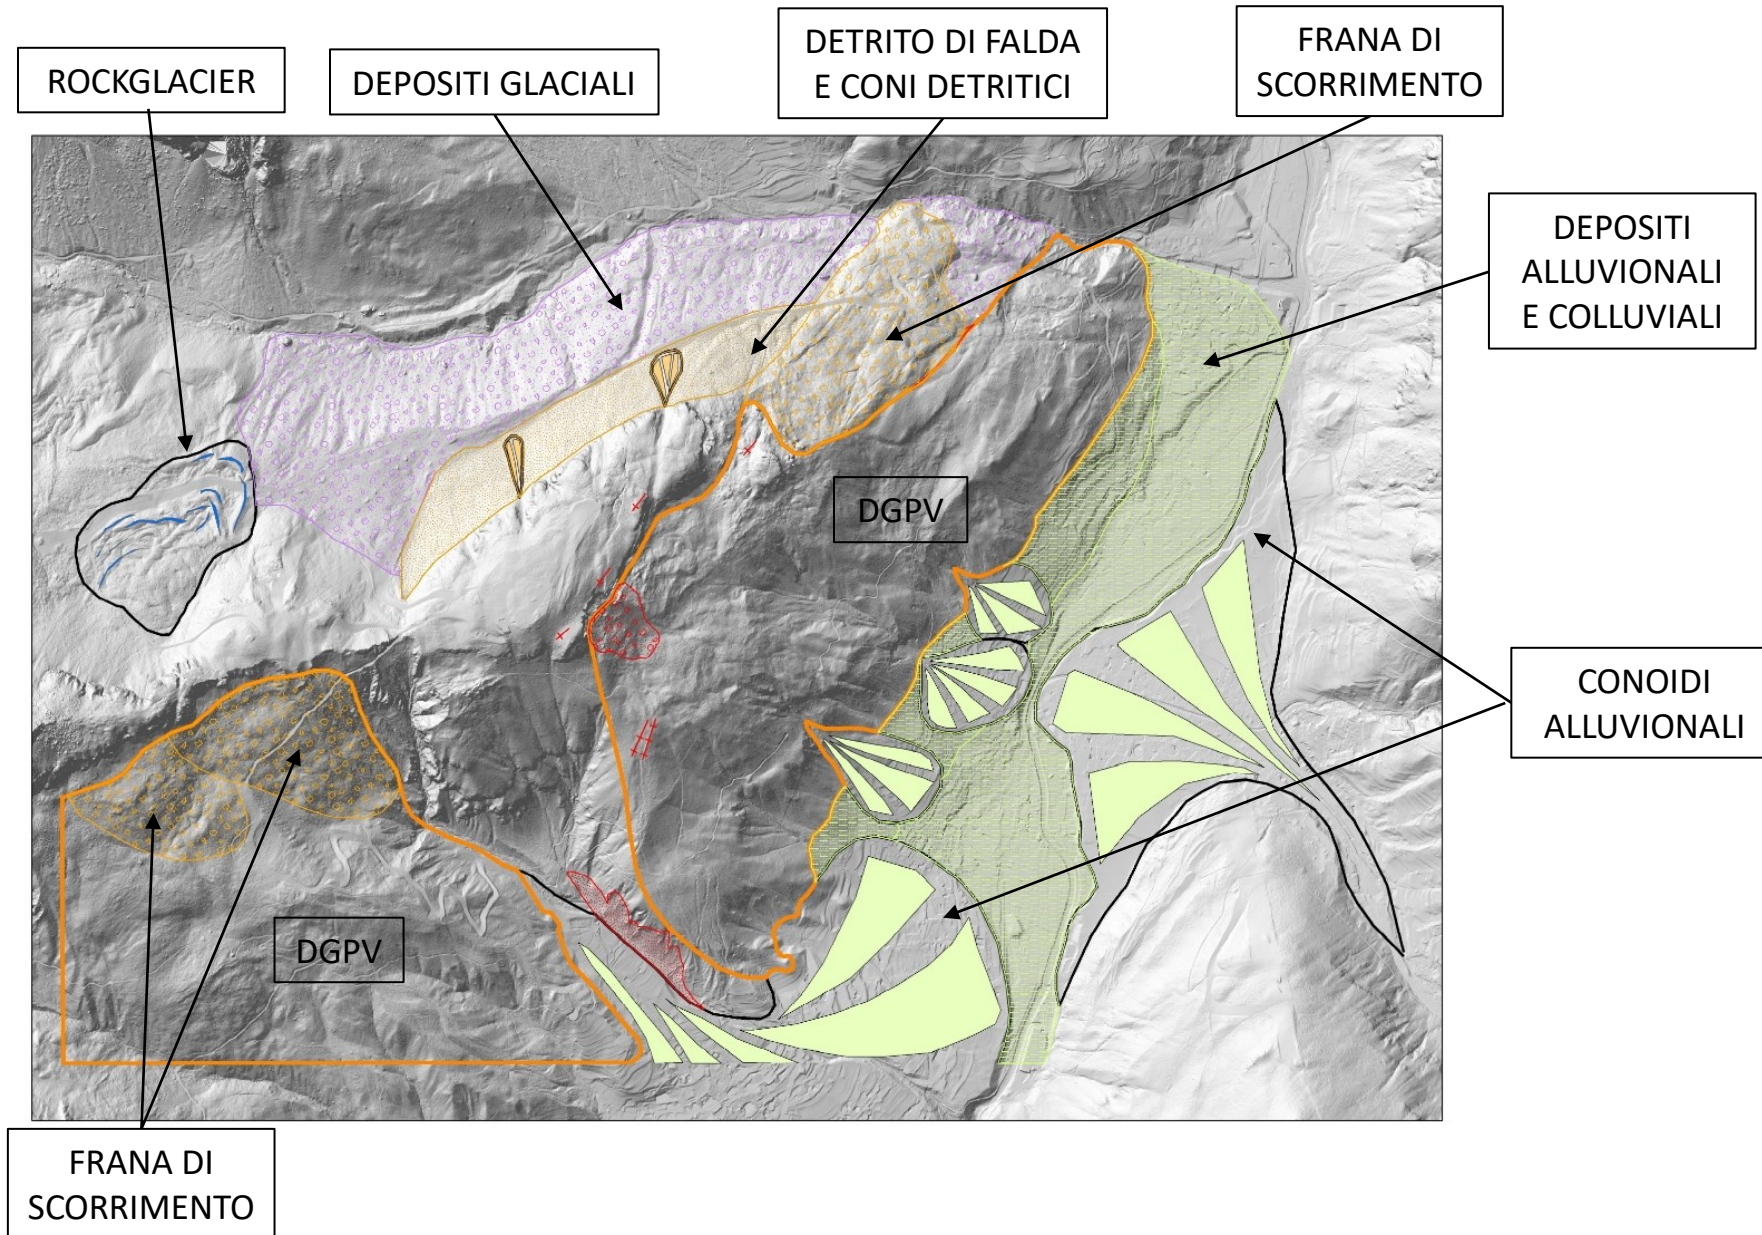 ROCKGLACIER
DEPOSITI GLACIALI
DETRITO DI FALDA
E CONI DETRITICI
FRANA DI
SCORRIMENTO
DEPOSITI
ALLUVIONALI
E COLLUVIALI
DGPV
CONOIDI
ALLUVIONALI
DGPV
FRANA DI
SCORRIMENTO